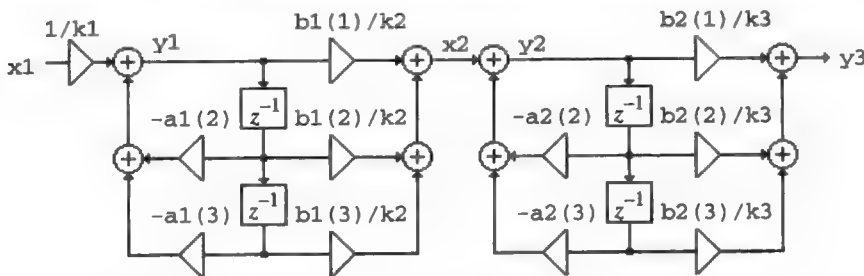 1/k1 b1(1)/k2 b2(1)/k3
x1 + y1 + x2 + y2 + y3
z⁻¹ z⁻¹
-a1(2) b1(2)/k2 -a2(2) b2(2)/k3
+ + + +
z⁻¹ z⁻¹
-a1(3) b1(3)/k2 -a2(3) b2(3)/k3